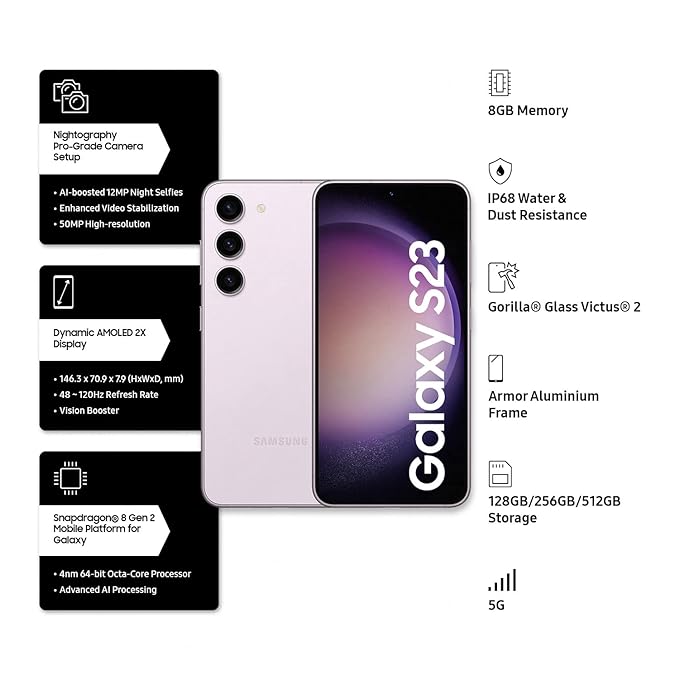 Nightography
Pro-Grade Camera
Setup
• AI-boosted 12MP Night Selfies
• Enhanced Video Stabilization
• 50MP High-resolution
Dynamic AMOLED 2X
Display
• 146.3 x 70.9 x 7.9 (HxWxD, mm)
• 48 ~ 120Hz Refresh Rate
• Vision Booster
Snapdragon® 8 Gen 2
Mobile Platform for
Galaxy
• 4nm 64-bit Octa-Core Processor
• Advanced AI Processing
SAMSUNG
Galaxy S23
8GB Memory
IP68 Water &
Dust Resistance
Gorilla® Glass Victus® 2
Armor Aluminium
Frame
128GB/256GB/512GB
Storage
5G